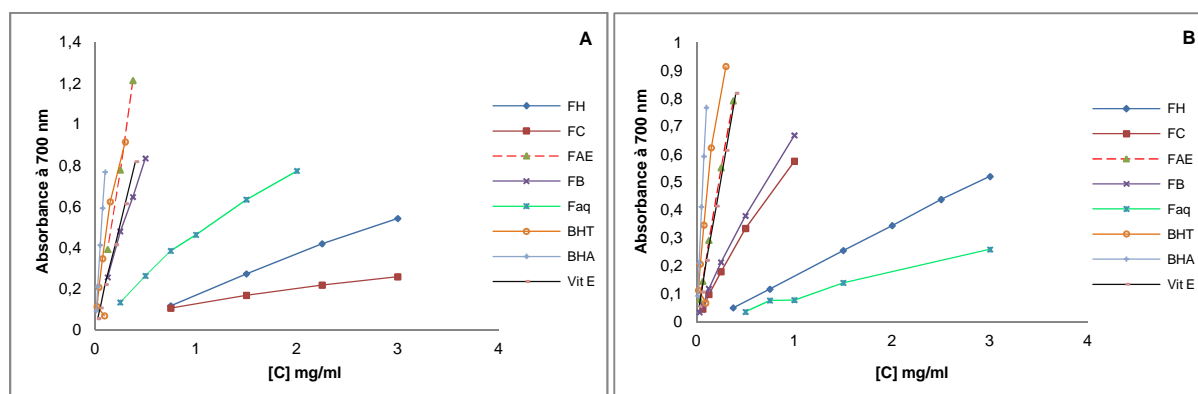 A
Absorbance à 700 nm
1,4
1,2
1
0,8
0,6
0,4
0,2
0
0
1
2
3
4
[C] mg/ml
FH
FC
FAE
FB
Faq
BHT
BHA
Vit E
B
Absorbance à 700 nm
1
0,9
0,8
0,7
0,6
0,5
0,4
0,3
0,2
0,1
0
0
1
2
3
4
[C] mg/ml
FH
FC
FAE
FB
Faq
BHT
BHA
Vit E